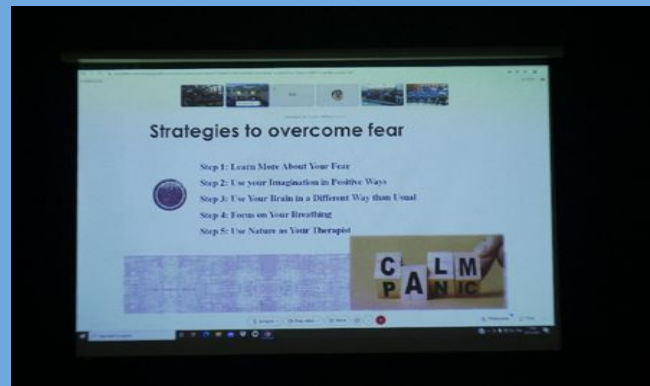 Strategies to overcome fear
Step 1: Learn More About Your Fear
Step 2: Use your Imagination in Positive Ways
Step 3: Use Your Brain in a Different Way than Usual
Step 4: Focus on Your Breathing
Step 5: Use Nature as Your Therapist
CALM
PANIC